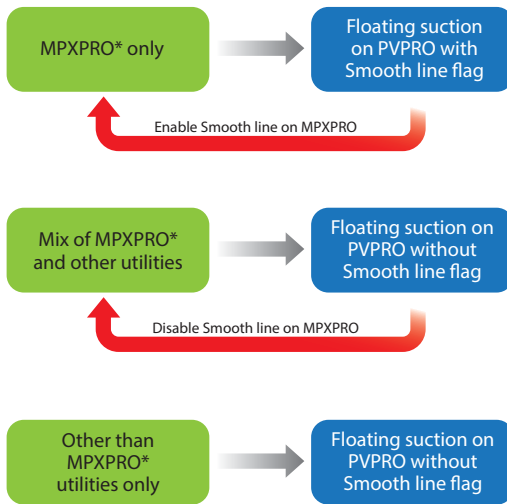 MPXPRO* only
Floating suction
on PVPRO with
Smooth line flag
Enable Smooth line on MPXPRO
Mix of MPXPRO*
and other utilities
Floating suction on
PVPRO without
Smooth line flag
Disable Smooth line on MPXPRO
Other than
MPXPRO*
utilities only
Floating suction on
PVPRO without
Smooth line flag